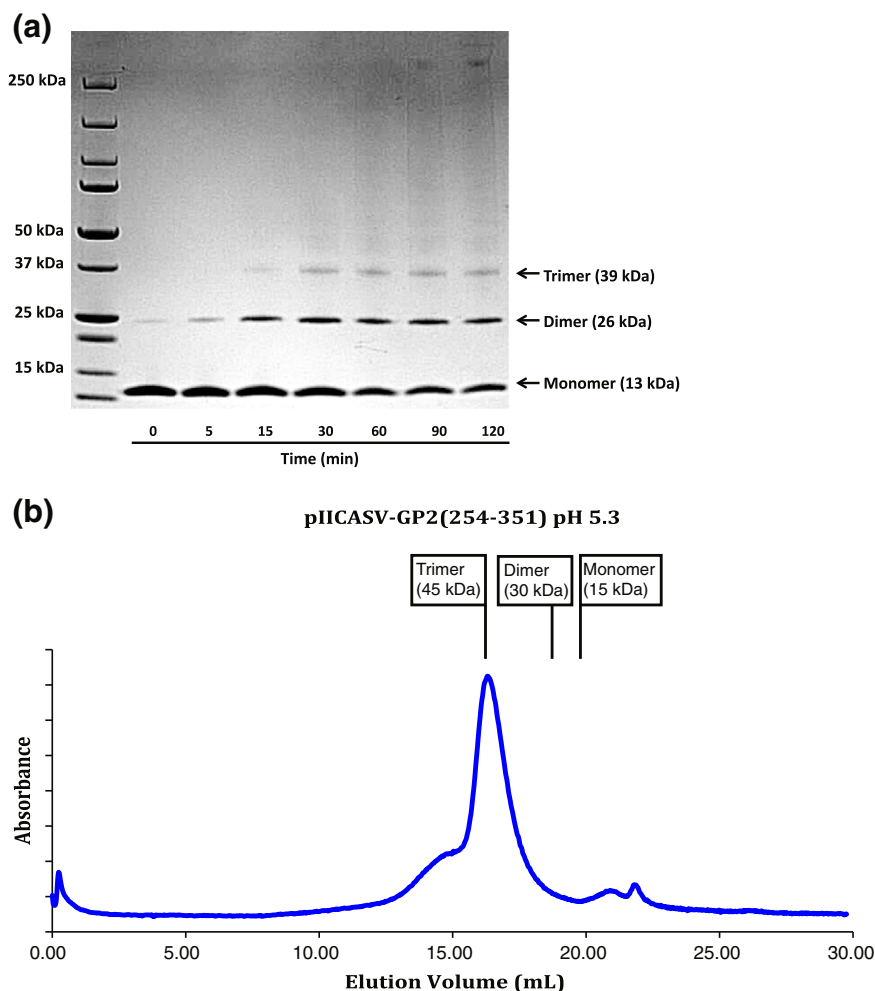 (a)
250 kDa
50 kDa
37 kDa
25 kDa
15 kDa
Trimer (39 kDa)
Dimer (26 kDa)
Monomer (13 kDa)
0 5 15 30 60 90 120
Time (min)
(b)
pIICASV-GP2(254-351) pH 5.3
Trimer
(45 kDa)
Dimer
(30 kDa)
Monomer
(15 kDa)
Absorbance
0.00 5.00 10.00 15.00 20.00 25.00 30.00
Elution Volume (mL)